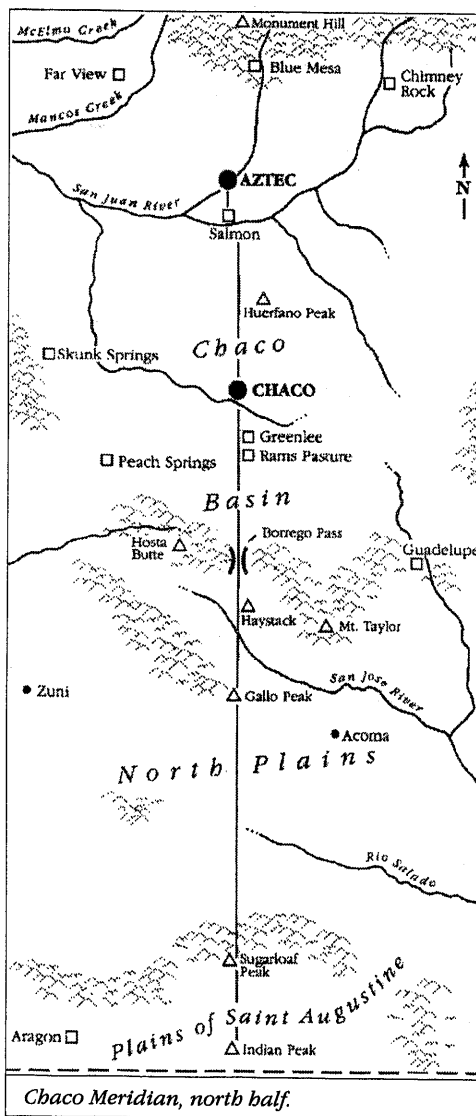 McElmo Creek
Monument Hill
Far View
Blue Mesa
Chimney
Rock
Mancos Creek
AZTEC
N
San Juan River
Salmon
Huerfano Peak
Chaco
Skunk Springs
CHACO
Greenlee
Rams Pasture
Peach Springs
Basin
Borrego Pass
Hosta
Butte
Guadelupe
Haystack
Mt. Taylor
San Jose
River
Zuni
Gallo Peak
Acoma
North Plains
Rio Salado
Sugarloaf
Peak
Plains of Saint Augustine
Aragon
Indian Peak
Chaco Meridian, north half.